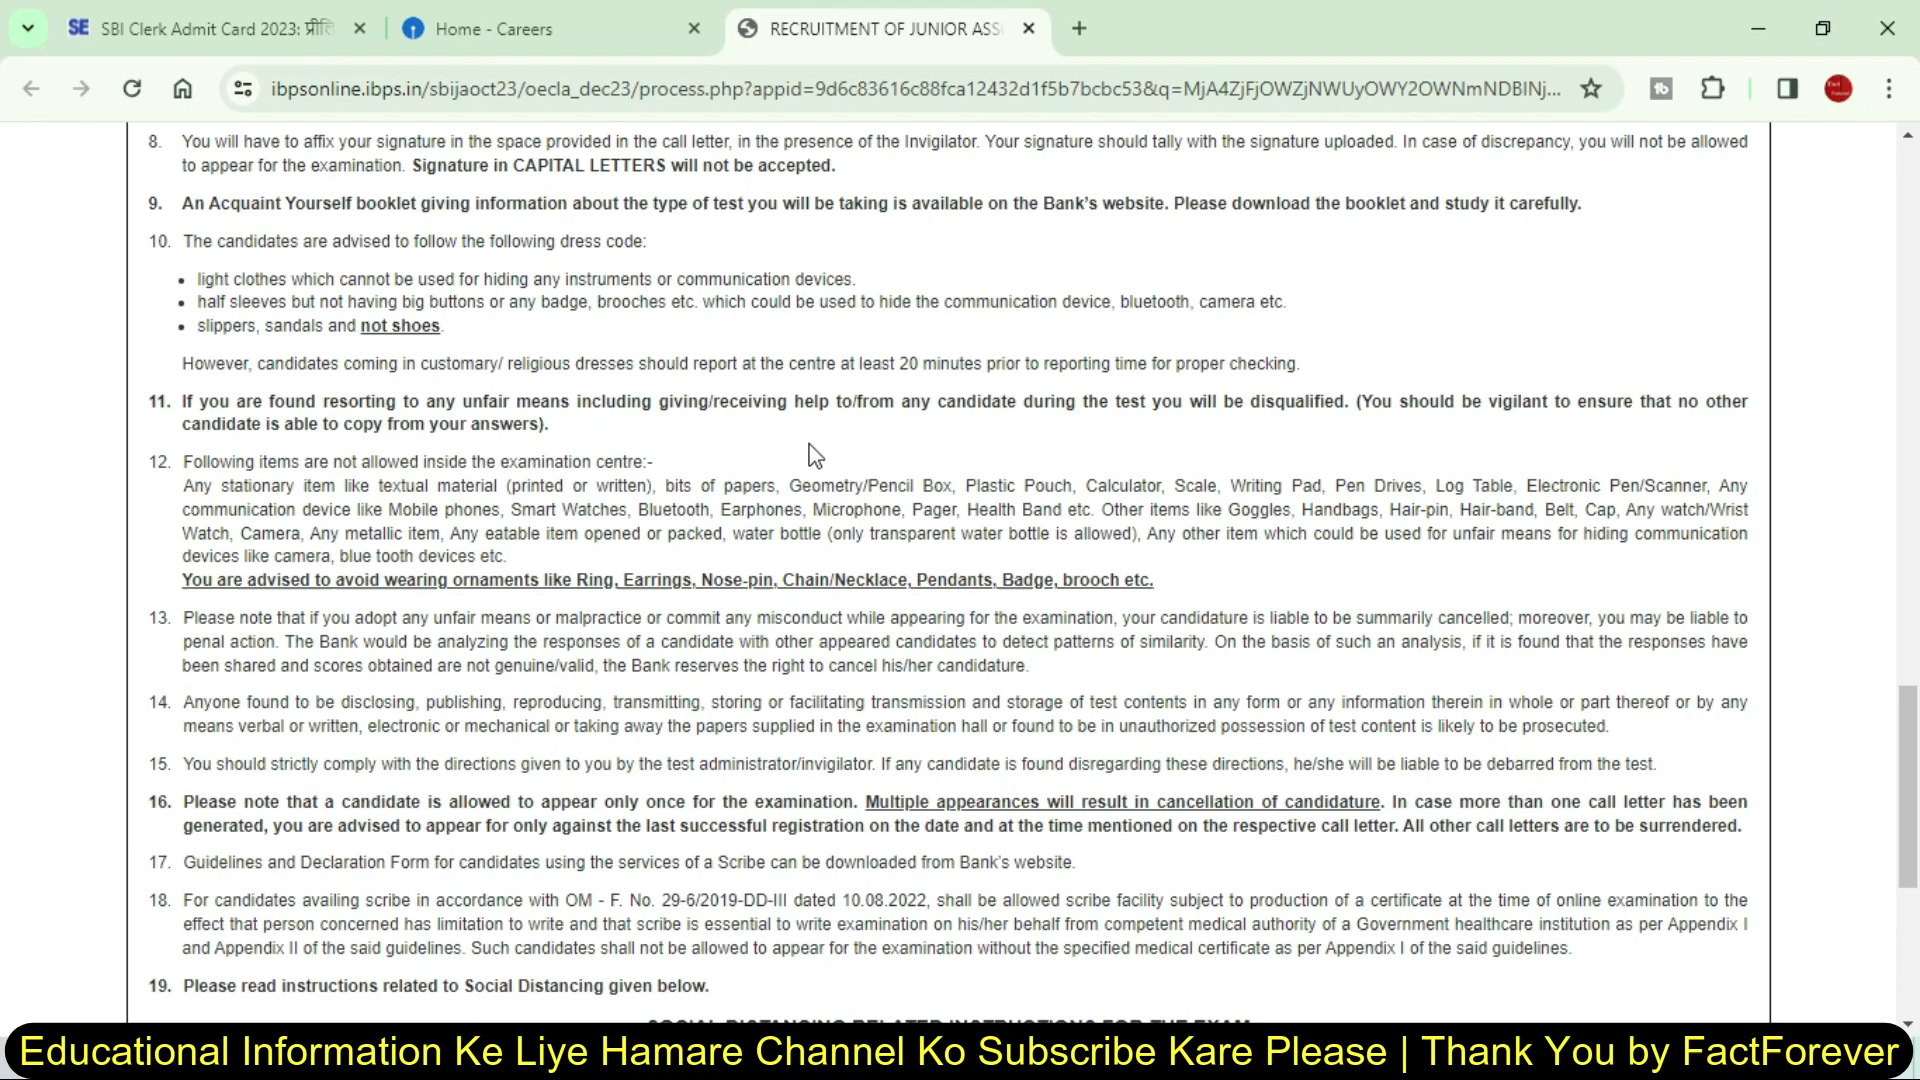 SE SBI Clerk Admit Card 2023: प्रीलि
Home - Careers
RECRUITMENT OF JUNIOR ASS
ibpsonline.ibps.in/sbijaoct23/oecla_dec23/process.php?appid=9d6c83616c88fca12432d1f5b7bcbc53&q=MjA4ZjFjOWZjNWUyOWY2OWNmNDBlNj...
8. You will have to affix your signature in the space provided in the call letter, in the presence of the Invigilator. Your signature should tally with the signature uploaded. In case of discrepancy, you will not be allowed
to appear for the examination. Signature in CAPITAL LETTERS will not be accepted.
9. An Acquaint Yourself booklet giving information about the type of test you will be taking is available on the Bank's website. Please download the booklet and study it carefully.
10. The candidates are advised to follow the following dress code:
• light clothes which cannot be used for hiding any instruments or communication devices.
• half sleeves but not having big buttons or any badge, brooches etc. which could be used to hide the communication device, bluetooth, camera etc.
• slippers, sandals and not shoes.
However, candidates coming in customary/ religious dresses should report at the centre at least 20 minutes prior to reporting time for proper checking.
11. If you are found resorting to any unfair means including giving/receiving help to/from any candidate during the test you will be disqualified. (You should be vigilant to ensure that no other
candidate is able to copy from your answers).
12. Following items are not allowed inside the examination centre:-
Any stationary item like textual material (printed or written), bits of papers, Geometry/Pencil Box, Plastic Pouch, Calculator, Scale, Writing Pad, Pen Drives, Log Table, Electronic Pen/Scanner, Any
communication device like Mobile phones, Smart Watches, Bluetooth, Earphones, Microphone, Pager, Health Band etc. Other items like Goggles, Handbags, Hair-pin, Hair-band, Belt, Cap, Any watch/Wrist
Watch, Camera, Any metallic item, Any eatable item opened or packed, water bottle (only transparent water bottle is allowed), Any other item which could be used for unfair means for hiding communication
devices like camera, blue tooth devices etc.
You are advised to avoid wearing ornaments like Ring, Earrings, Nose-pin, Chain/Necklace, Pendants, Badge, brooch etc.
13. Please note that if you adopt any unfair means or malpractice or commit any misconduct while appearing for the examination, your candidature is liable to be summarily cancelled; moreover, you may be liable to
penal action. The Bank would be analyzing the responses of a candidate with other appeared candidates to detect patterns of similarity. On the basis of such an analysis, if it is found that the responses have
been shared and scores obtained are not genuine/valid, the Bank reserves the right to cancel his/her candidature.
14. Anyone found to be disclosing, publishing, reproducing, transmitting, storing or facilitating transmission and storage of test contents in any form or any information therein in whole or part thereof or by any
means verbal or written, electronic or mechanical or taking away the papers supplied in the examination hall or found to be in unauthorized possession of test content is likely to be prosecuted.
15. You should strictly comply with the directions given to you by the test administrator/invigilator. If any candidate is found disregarding these directions, he/she will be liable to be debarred from the test.
16. Please note that a candidate is allowed to appear only once for the examination. Multiple appearances will result in cancellation of candidature. In case more than one call letter has been
generated, you are advised to appear for only against the last successful registration on the date and at the time mentioned on the respective call letter. All other call letters are to be surrendered.
17. Guidelines and Declaration Form for candidates using the services of a Scribe can be downloaded from Bank's website.
18. For candidates availing scribe in accordance with OM - F. No. 29-6/2019-DD-III dated 10.08.2022, shall be allowed scribe facility subject to production of a certificate at the time of online examination to the
effect that person concerned has limitation to write and that scribe is essential to write examination on his/her behalf from competent medical authority of a Government healthcare institution as per Appendix I
and Appendix II of the said guidelines. Such candidates shall not be allowed to appear for the examination without the specified medical certificate as per Appendix I of the said guidelines.
19. Please read instructions related to Social Distancing given below.
SOCIAL DISTANCING RELATED INSTRUCTIONS FOR THE EXAM
Educational Information Ke Liye Hamare Channel Ko Subscribe Kare Please | Thank You by FactForever